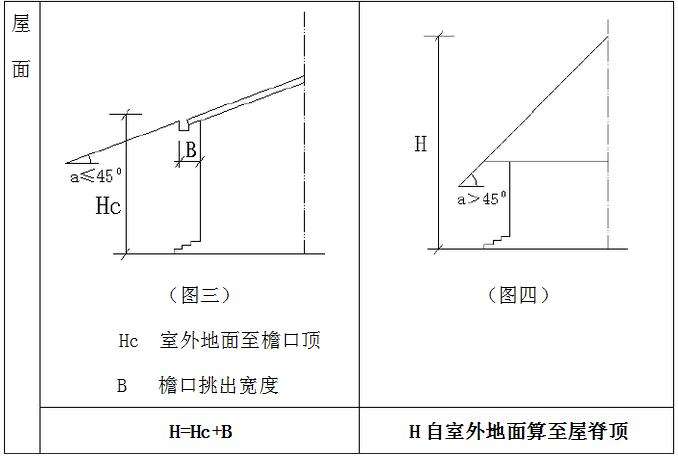 屋
面
B
a≤45°
Hc
（图三）
Hc 室外地面至檐口顶
B 檐口挑出宽度
H=Hc+B
H
a＞45°
（图四）
H 自室外地面算至屋脊顶